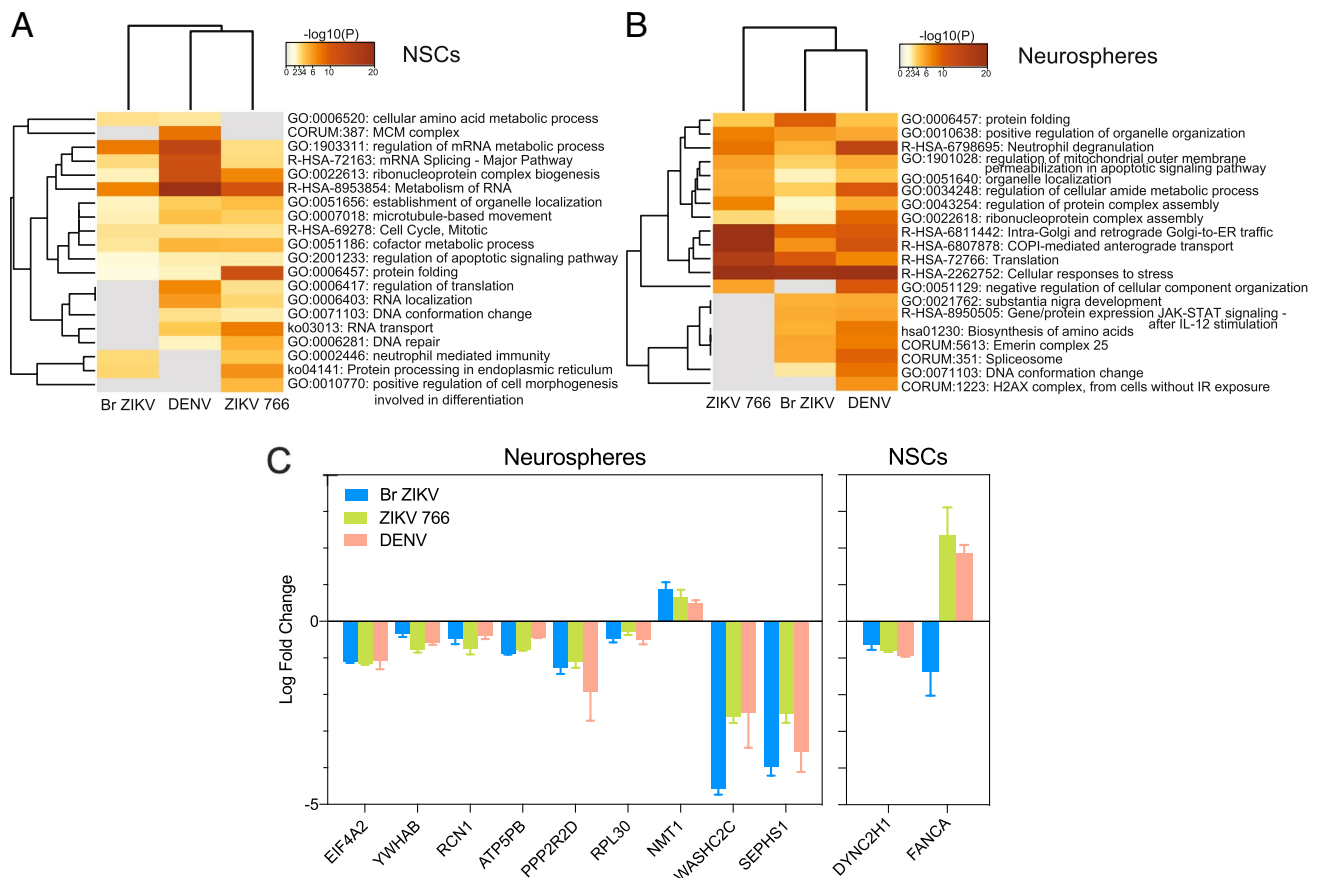 A
-log10(P)
0 2 3 4 6 10 20
NSCs
GO:0006520: cellular amino acid metabolic process
CORUM:387: MCM complex
GO:1903311: regulation of mRNA metabolic process
R-HSA-72163: mRNA Splicing - Major Pathway
GO:0022613: ribonucleoprotein complex biogenesis
R-HSA-8953854: Metabolism of RNA
GO:0051656: establishment of organelle localization
GO:0007018: microtubule-based movement
R-HSA-69278: Cell Cycle, Mitotic
GO:0051186: cofactor metabolic process
GO:2001233: regulation of apoptotic signaling pathway
GO:0006457: protein folding
GO:0006417: regulation of translation
GO:0006403: RNA localization
GO:0071103: DNA conformation change
ko03013: RNA transport
GO:0006281: DNA repair
GO:0002446: neutrophil mediated immunity
ko04141: Protein processing in endoplasmic reticulum
GO:0010770: positive regulation of cell morphogenesis
involved in differentiation
Br ZIKV DENV ZIKV 766
B
-log10(P)
0 2 3 4 6 10 20
Neurospheres
GO:0006457: protein folding
GO:0010638: positive regulation of organelle organization
R-HSA-6798695: Neutrophil degranulation
GO:1901028: regulation of mitochondrial outer membrane
permeabilization in apoptotic signaling pathway
GO:0051640: organelle localization
GO:0034248: regulation of cellular amide metabolic process
GO:0043254: regulation of protein complex assembly
GO:0022618: ribonucleoprotein complex assembly
R-HSA-6811442: Intra-Golgi and retrograde Golgi-to-ER traffic
R-HSA-6807878: COPI-mediated anterograde transport
R-HSA-72766: Translation
R-HSA-2262752: Cellular responses to stress
GO:0051129: negative regulation of cellular component organization
GO:0021762: substantia nigra development
R-HSA-8950505: Gene/protein expression JAK-STAT signaling -
after IL-12 stimulation
hsa01230: Biosynthesis of amino acids
CORUM:5613: Emerin complex 25
CORUM:351: Spliceosome
GO:0071103: DNA conformation change
CORUM:1223: H2AX complex, from cells without IR exposure
ZIKV 766 Br ZIKV DENV
C
Neurospheres
NSCs
Br ZIKV
ZIKV 766
DENV
Log Fold Change
0
-5
EIF4A2
YWHAB
RCN1
ATP5PB
PPP2R2D
RPL30
NMT1
WASHC2C
SEPHS1
DYNC2H1
FANCA